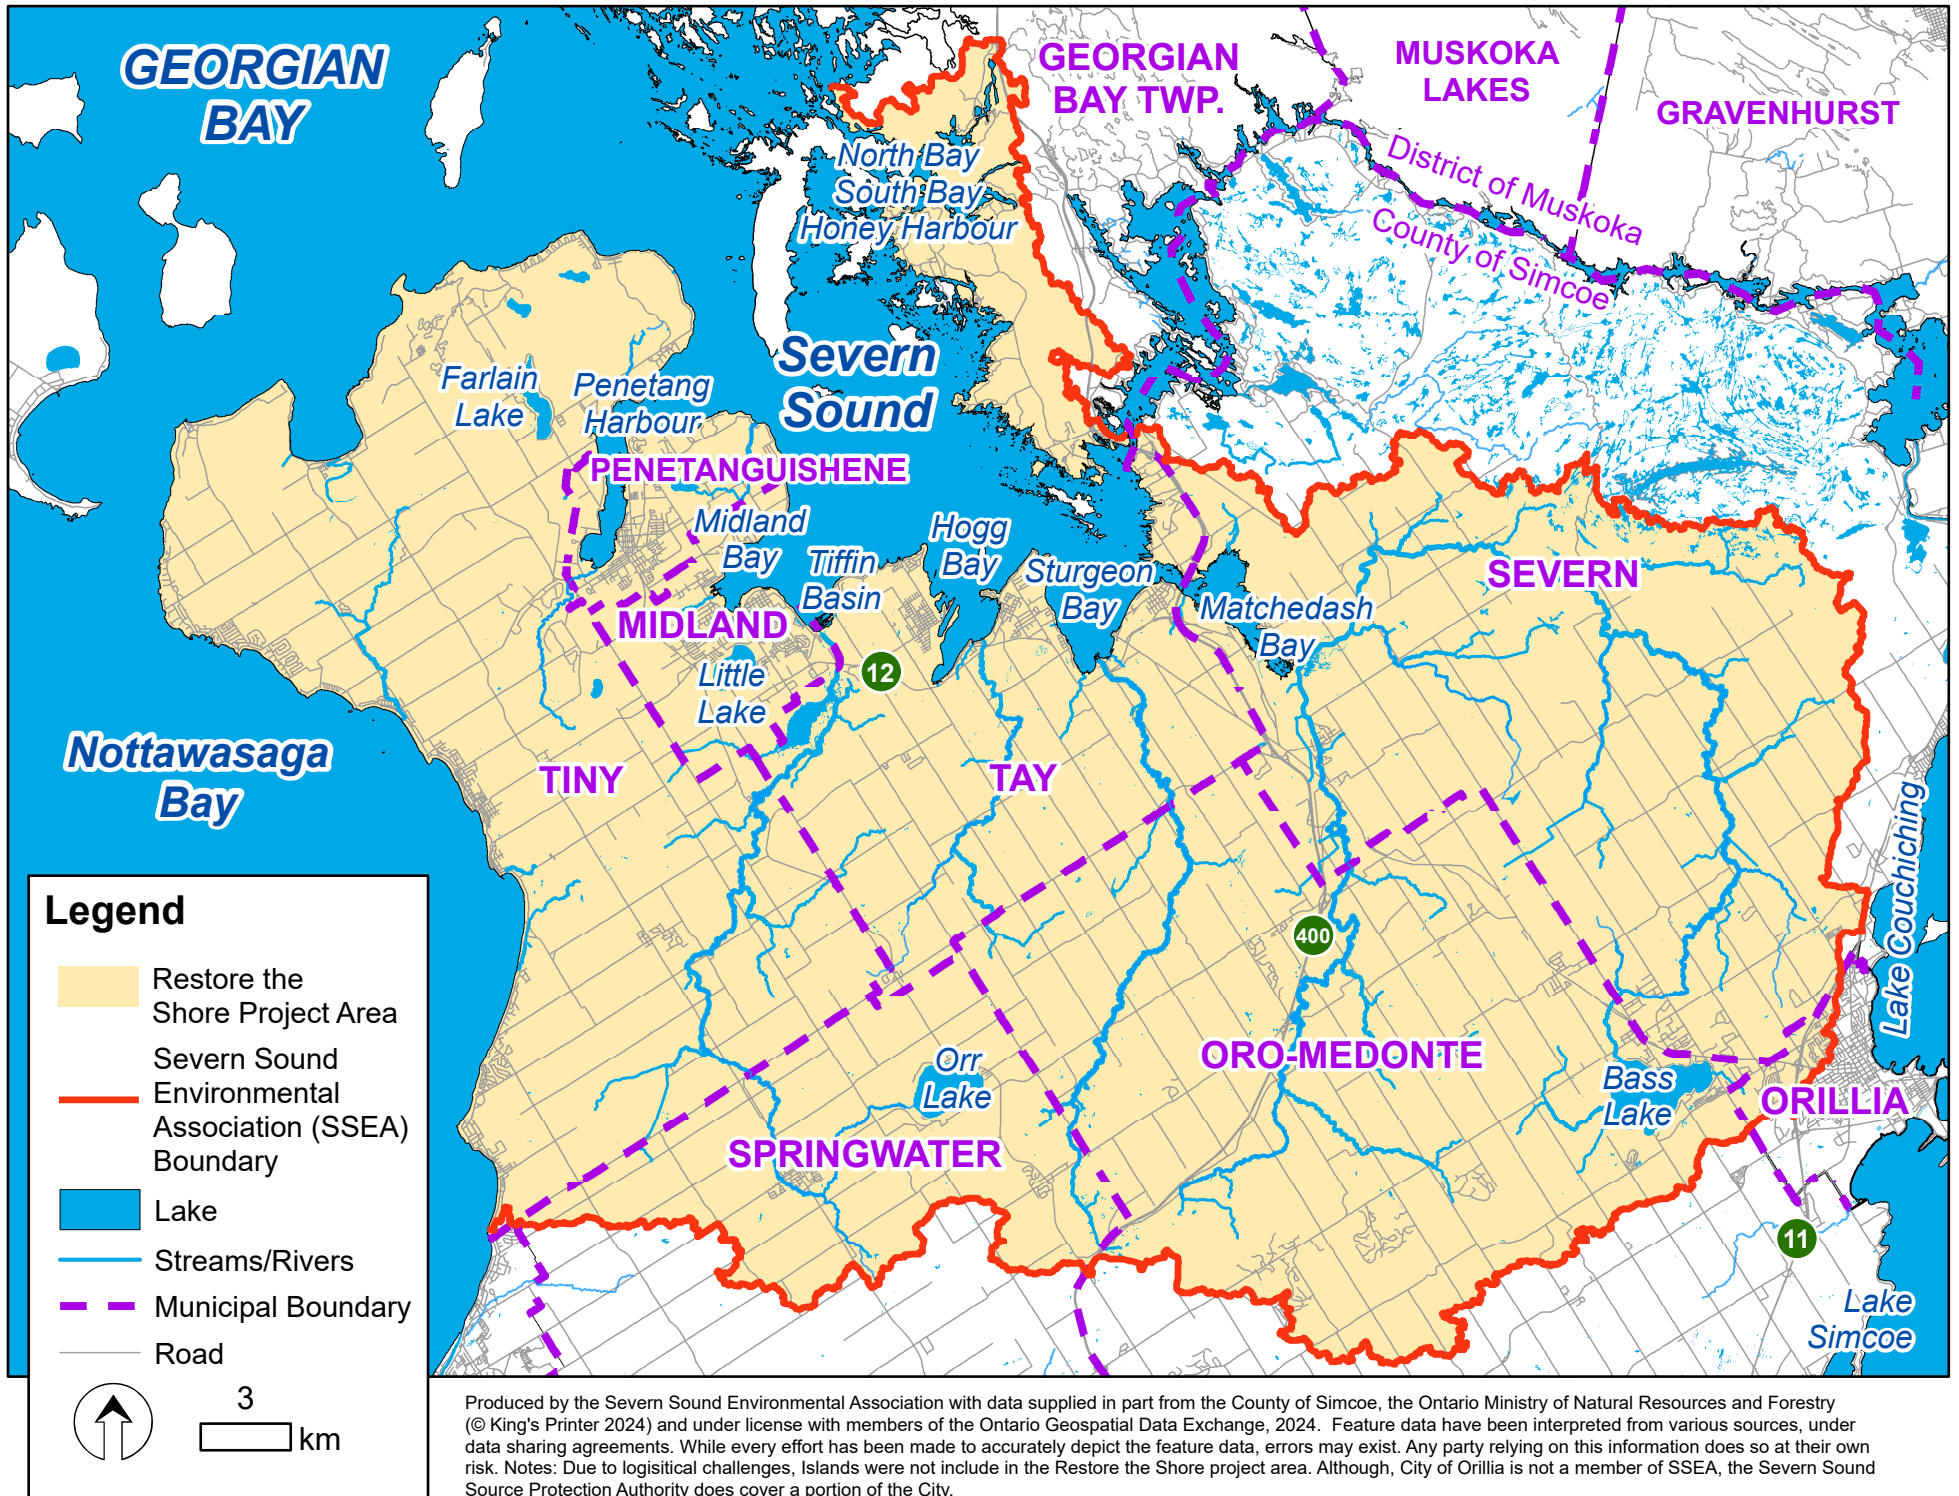 GEORGIAN
BAY
GEORGIAN
BAY TWP.
MUSKOKA
LAKES
GRAVENHURST
North Bay
South Bay
Honey Harbour
District of Muskoka
County of Simcoe
Severn
Sound
Farlain
Lake
Penetang
Harbour
PENETANGUISHENE
Midland
Bay
Tiffin
Basin
Hogg
Bay
Sturgeon
Bay
Matchedash
Bay
SEVERN
MIDLAND
Little
Lake
12
Nottawasaga
Bay
TINY
TAY
Lake Couchiching
400
ORO-MEDONTE
Orr
Lake
Bass
Lake
ORILLIA
SPRINGWATER
11
Lake
Simcoe
Legend
Restore the
Shore Project Area
Severn Sound
Environmental
Association (SSEA)
Boundary
Lake
Streams/Rivers
Municipal Boundary
Road
3
km
Produced by the Severn Sound Environmental Association with data supplied in part from the County of Simcoe, the Ontario Ministry of Natural Resources and Forestry
(© King's Printer 2024) and under license with members of the Ontario Geospatial Data Exchange, 2024. Feature data have been interpreted from various sources, under
data sharing agreements. While every effort has been made to accurately depict the feature data, errors may exist. Any party relying on this information does so at their own
risk. Notes: Due to logisitical challenges, Islands were not include in the Restore the Shore project area. Although, City of Orillia is not a member of SSEA, the Severn Sound
Source Protection Authority does cover a portion of the City.